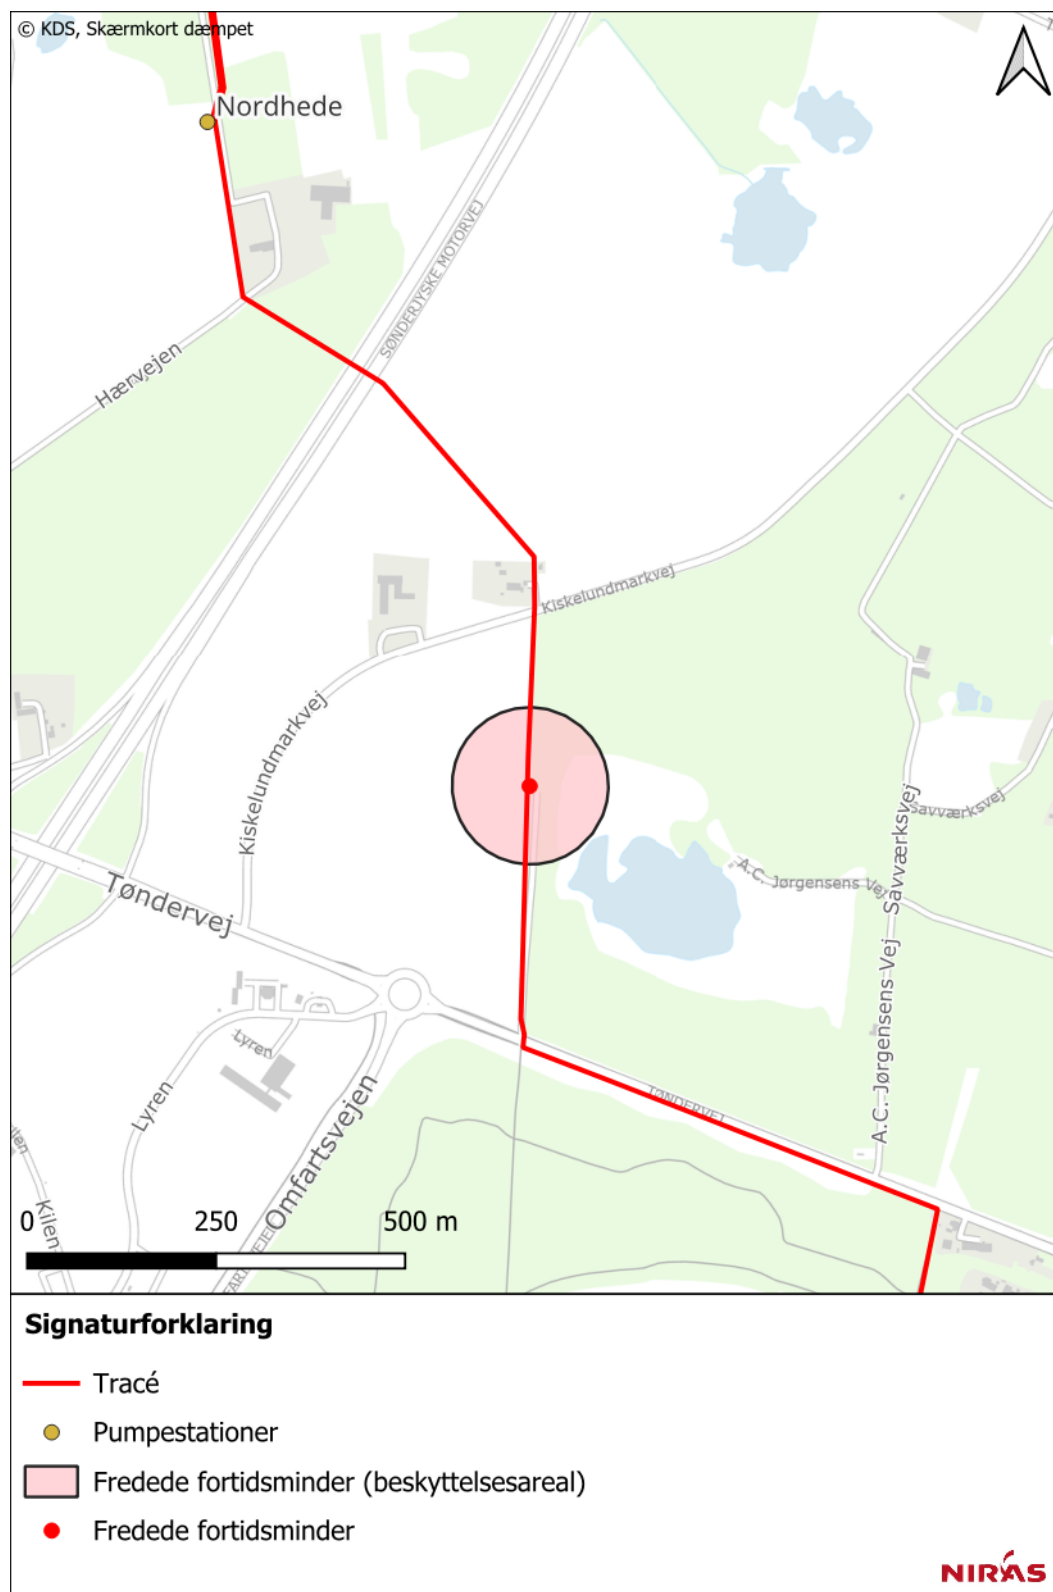 © KDS, Skærmkort dæmpet
Nordhede
SØNDERJYSKE MOTORVEJ
Hærvejen
Kiskelundmarkvej
Kiskelundmarkvej
Savværksvej
Savværksvej
A.C. Jørgensens Vej
Tøndervej
A.C. Jørgensens Vej
Lyren
Lyren
TØNDERVEJ
Omfartsvejen
Kilen
0 250 500 m
Signaturforklaring
Tracé
Pumpestationer
Fredede fortidsminder (beskyttelsesareal)
Fredede fortidsminder
NIRAS